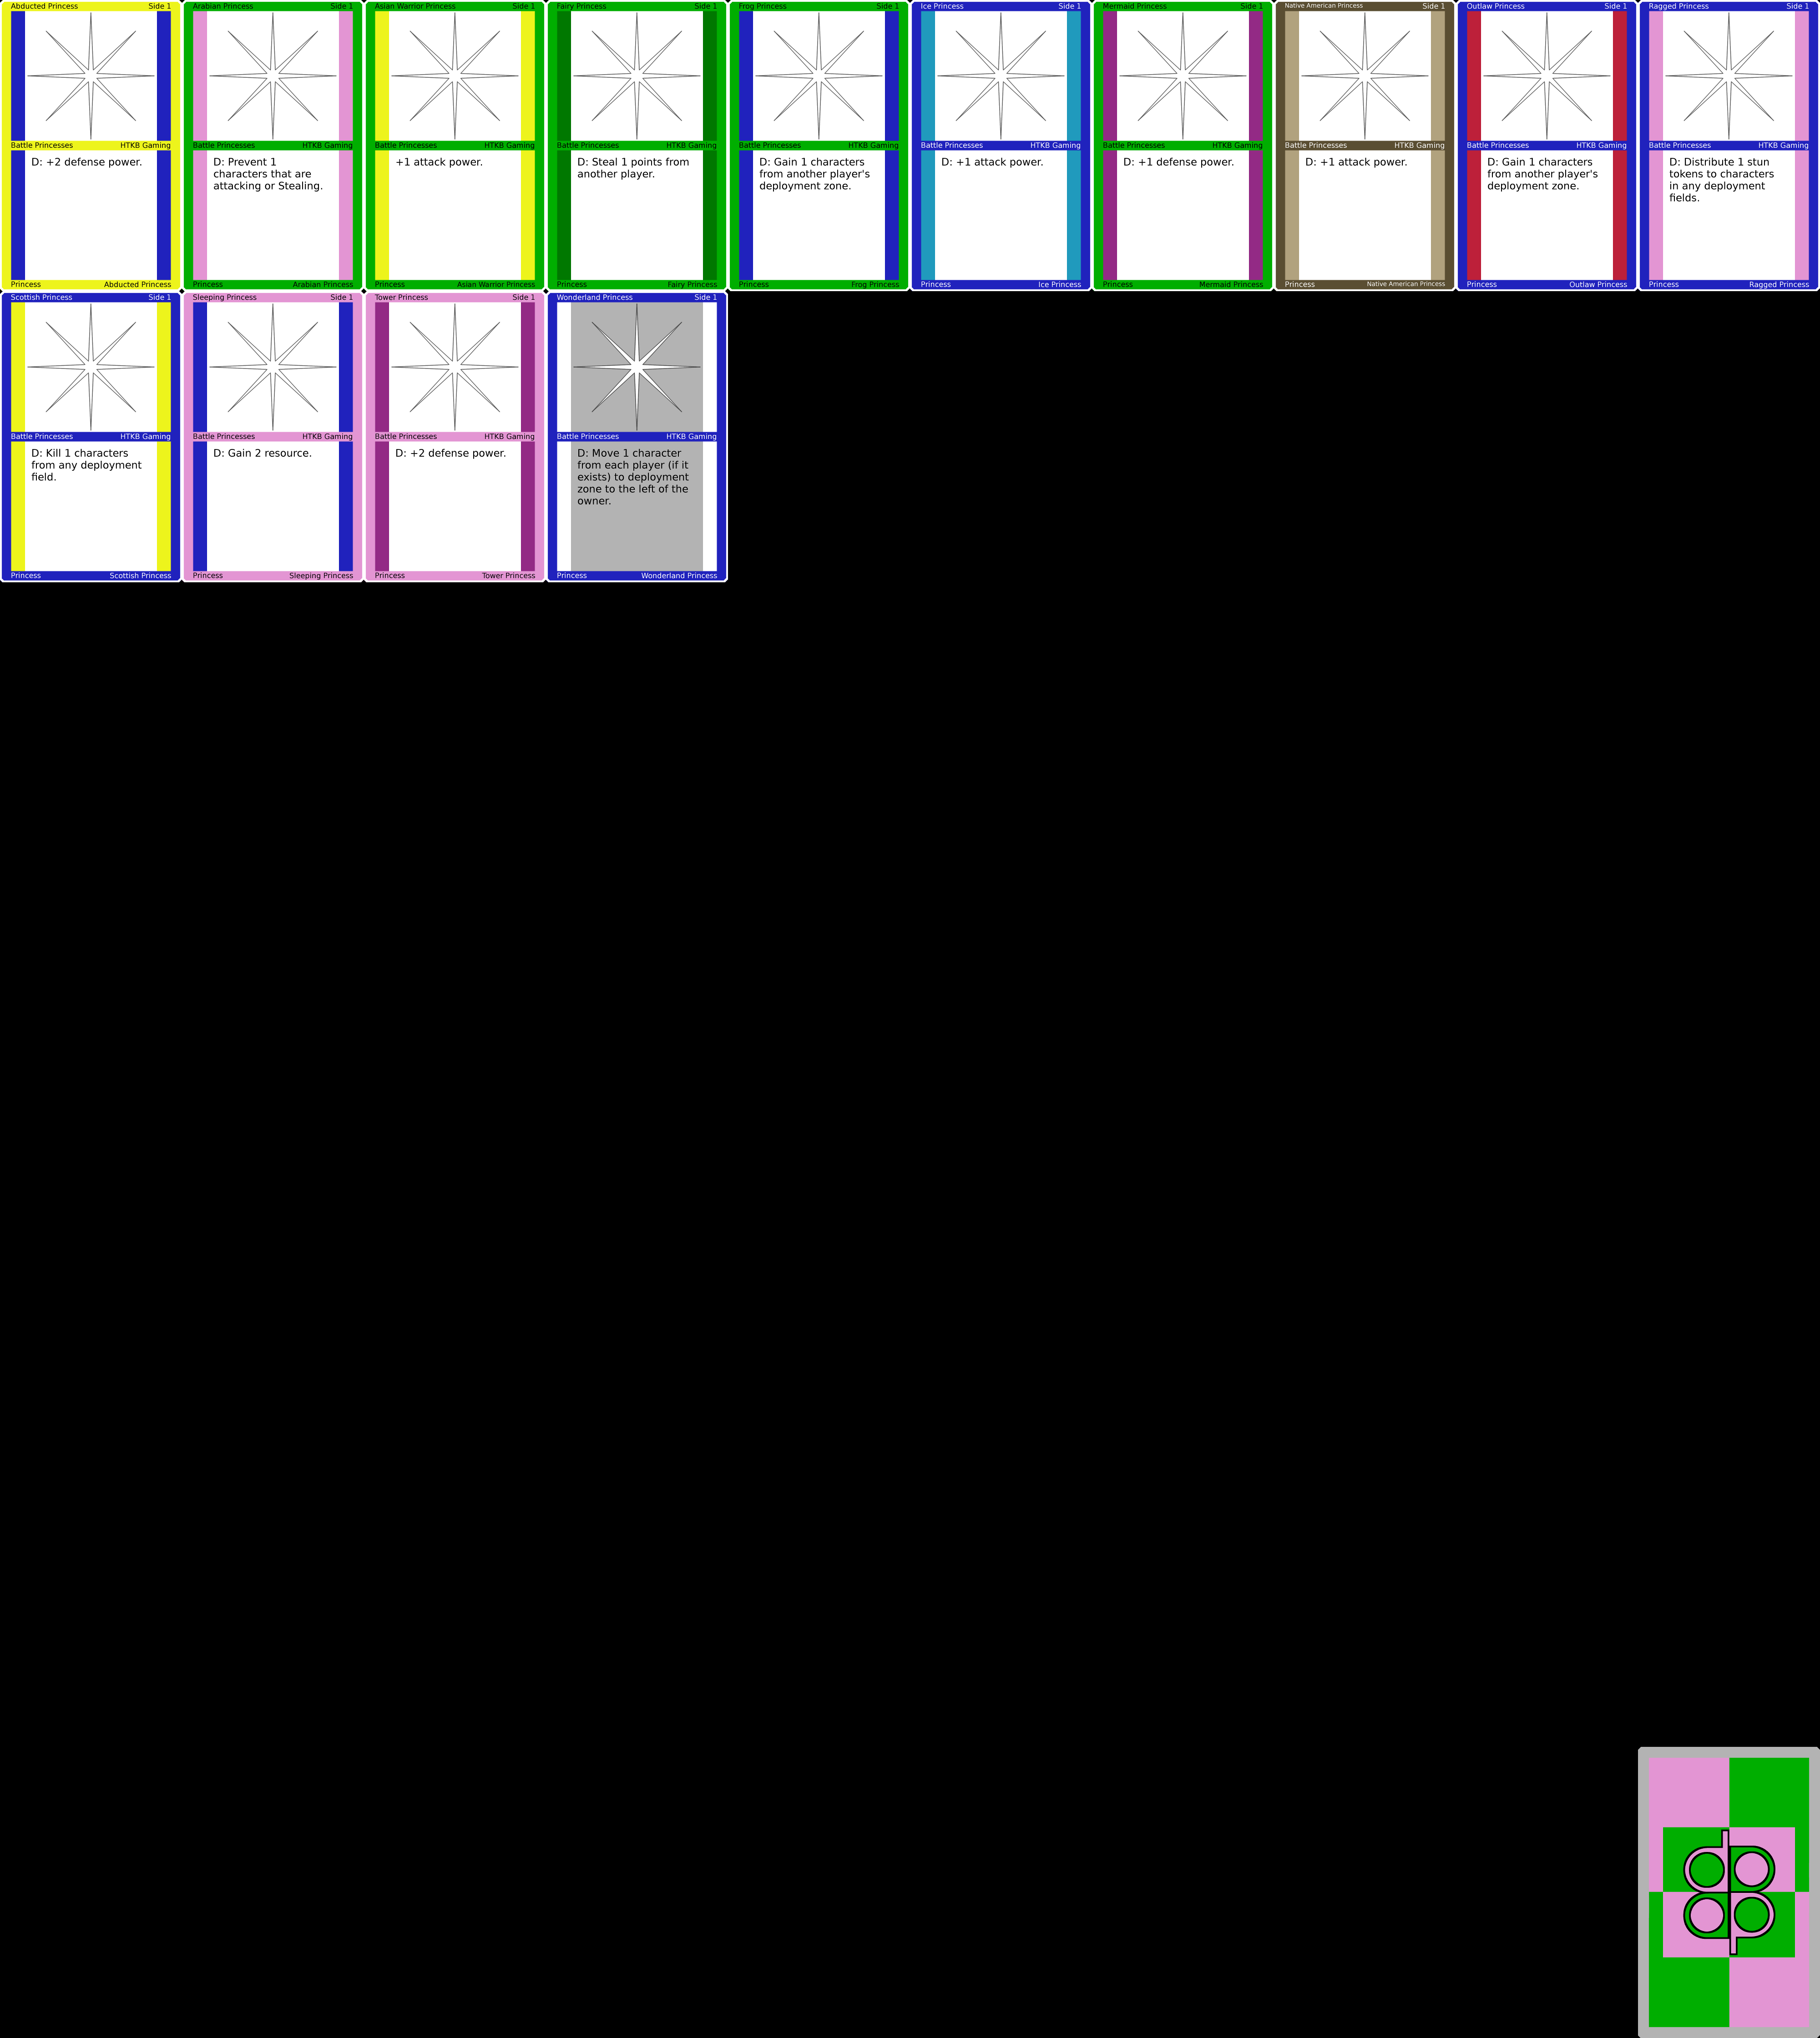 Abducted Princess Side 1
Battle Princesses HTKB Gaming
D: +2 defense power.
Princess Abducted Princess
Arabian Princess Side 1
Battle Princesses HTKB Gaming
D: Prevent 1
characters that are
attacking or Stealing.
Princess Arabian Princess
Asian Warrior Princess Side 1
Battle Princesses HTKB Gaming
+1 attack power.
Princess Asian Warrior Princess
Fairy Princess Side 1
Battle Princesses HTKB Gaming
D: Steal 1 points from
another player.
Princess Fairy Princess
Frog Princess Side 1
Battle Princesses HTKB Gaming
D: Gain 1 characters
from another player's
deployment zone.
Princess Frog Princess
Ice Princess Side 1
Battle Princesses HTKB Gaming
D: +1 attack power.
Princess Ice Princess
Mermaid Princess Side 1
Battle Princesses HTKB Gaming
D: +1 defense power.
Princess Mermaid Princess
Native American Princess Side 1
Battle Princesses HTKB Gaming
D: +1 attack power.
Princess Native American Princess
Outlaw Princess Side 1
Battle Princesses HTKB Gaming
D: Gain 1 characters
from another player's
deployment zone.
Princess Outlaw Princess
Ragged Princess Side 1
Battle Princesses HTKB Gaming
D: Distribute 1 stun
tokens to characters
in any deployment
fields.
Princess Ragged Princess
Scottish Princess Side 1
Battle Princesses HTKB Gaming
D: Kill 1 characters
from any deployment
field.
Princess Scottish Princess
Sleeping Princess Side 1
Battle Princesses HTKB Gaming
D: Gain 2 resource.
Princess Sleeping Princess
Tower Princess Side 1
Battle Princesses HTKB Gaming
D: +2 defense power.
Princess Tower Princess
Wonderland Princess Side 1
Battle Princesses HTKB Gaming
D: Move 1 character
from each player (if it
exists) to deployment
zone to the left of the
owner.
Princess Wonderland Princess